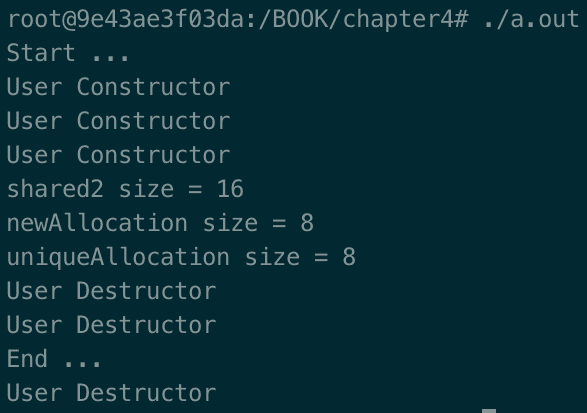 root@9e43ae3f03da:/BOOK/chapter4# ./a.out
Start ...
User Constructor
User Constructor
User Constructor
shared2 size = 16
newAllocation size = 8
uniqueAllocation size = 8
User Destructor
User Destructor
End ...
User Destructor